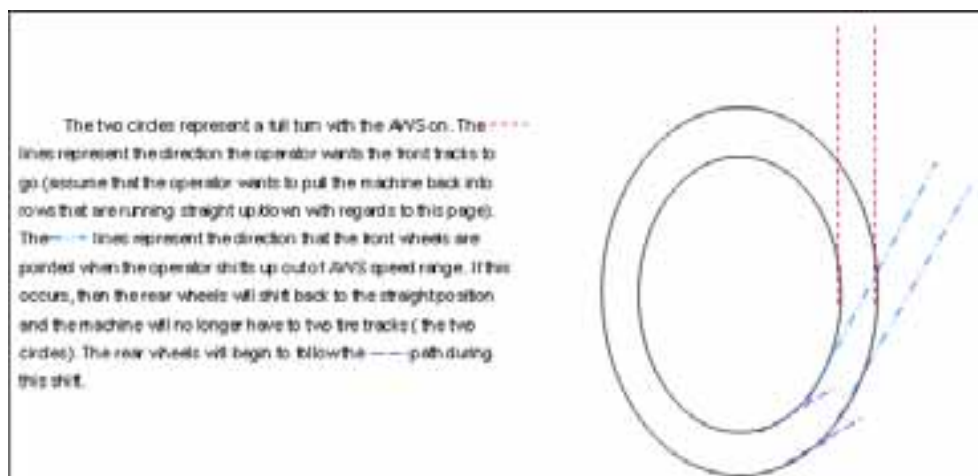 The two circles represent a full turn with the AWS on. The
lines represent the direction the operator wants the front tracks to
go (assume that the operator wants to pull the machine back into
rows that are running straight up/down with regards to this page).
The lines represent the direction that the front wheels are
pointed when the operator shifts up out of AWS speed range. If this
occurs, then the rear wheels will shift back to the straight position
and the machine will no longer have to two tire tracks ( the two
circles). The rear wheels will begin to follow the path during
this shift.